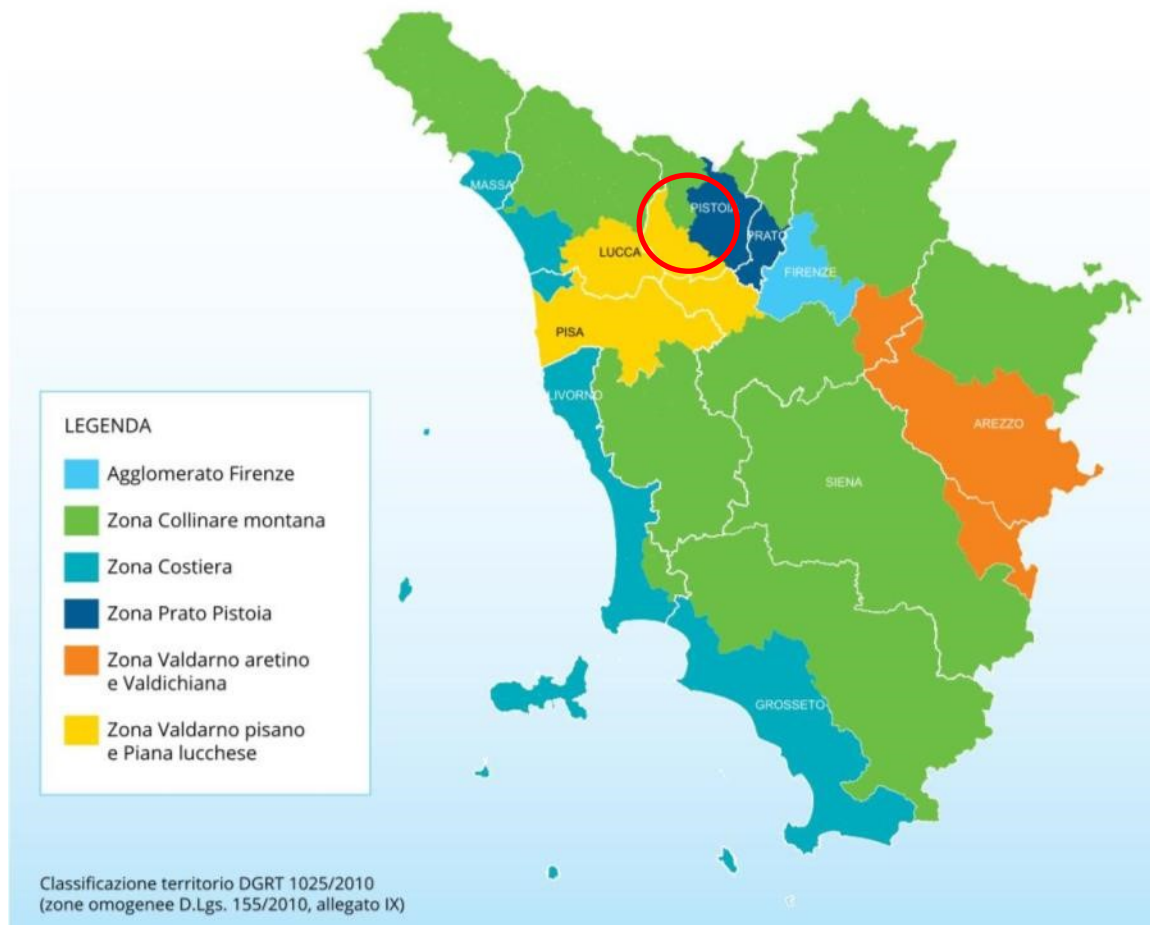 MASSA
PISTOIA
PRATO
LUCCA
FIRENZE
PISA
LIVORNO
AREZZO
SIENA
GROSSETO
LEGENDA
Agglomerato Firenze
Zona Collinare montana
Zona Costiera
Zona Prato Pistoia
Zona Valdarno aretino
e Valdichiana
Zona Valdarno pisano
e Piana lucchese
Classificazione territorio DGRT 1025/2010
(zone omogenee D.Lgs. 155/2010, allegato IX)